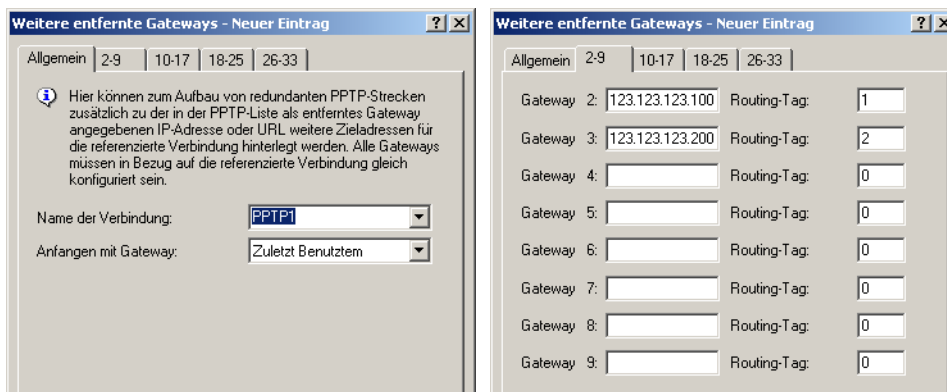 Weitere entfernte Gateways - Neuer Eintrag
Allgemein 2-9 10-17 18-25 26-33
Hier können zum Aufbau von redundanten PPTP-Strecken
zusätzlich zu der in der PPTP-Liste als entferntes Gateway
angegebenen IP-Adresse oder URL weitere Zieladressen für
die referenzierte Verbindung hinterlegt werden. Alle Gateways
müssen in Bezug auf die referenzierte Verbindung gleich
konfiguriert sein.
Name der Verbindung: PPTP1
Anfangen mit Gateway: Zuletzt Benutztem
Weitere entfernte Gateways - Neuer Eintrag
Allgemein 2-9 10-17 18-25 26-33
Gateway 2: 123.123.123.100 Routing-Tag: 1
Gateway 3: 123.123.123.200 Routing-Tag: 2
Gateway 4: Routing-Tag: 0
Gateway 5: Routing-Tag: 0
Gateway 6: Routing-Tag: 0
Gateway 7: Routing-Tag: 0
Gateway 8: Routing-Tag: 0
Gateway 9: Routing-Tag: 0